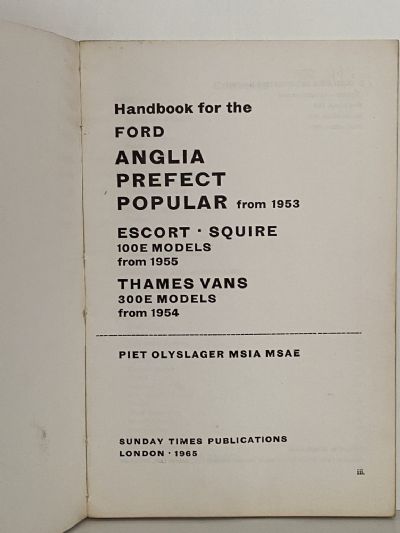 Handbook for the
FORD
ANGLIA
PREFECT
POPULAR from 1953
ESCORT · SQUIRE
100E MODELS
from 1955
THAMES VANS
300E MODELS
from 1954
PIET OLYSLAGER MSIA MSAE
SUNDAY TIMES PUBLICATIONS
LONDON · 1965
iii.